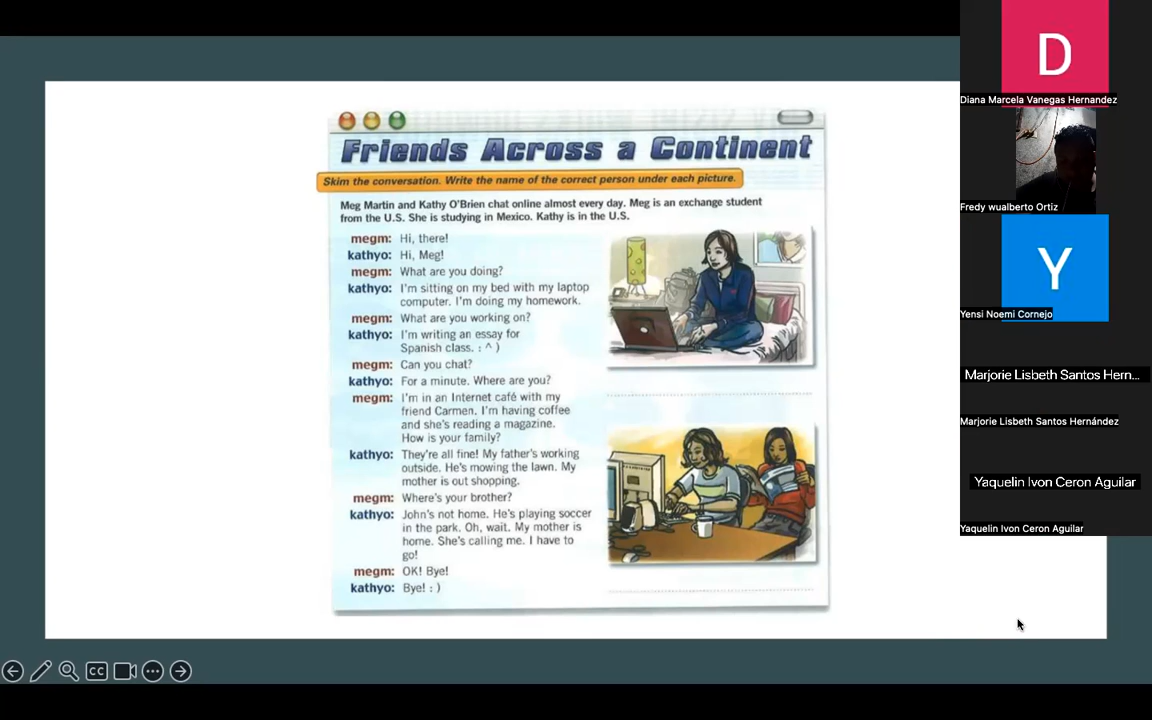 Friends Across a Continent
Skim the conversation. Write the name of the correct person under each picture.
Meg Martin and Kathy O'Brien chat online almost every day. Meg is an exchange student
from the U.S. She is studying in Mexico. Kathy is in the U.S.
megm: Hi, there!
kathyo: Hi, Meg!
megm: What are you doing?
kathyo: I'm sitting on my bed with my laptop
computer. I'm doing my homework.
megm: What are you working on?
kathyo: I'm writing an essay for
Spanish class. : ^ )
megm: Can you chat?
kathyo: For a minute. Where are you?
megm: I'm in an Internet café with my
friend Carmen. I'm having coffee
and she's reading a magazine.
How is your family?
kathyo: They're all fine! My father's working
outside. He's mowing the lawn. My
mother is out shopping.
megm: Where's your brother?
kathyo: John's not home. He's playing soccer
in the park. Oh, wait. My mother is
home. She's calling me. I have to
go!
megm: OK! Bye!
kathyo: Bye! : )
CC
D
Diana Marcela Vanegas Hernandez
Fredy wualberto Ortiz
Y
Yensi Noemi Cornejo
Marjorie Lisbeth Santos Hern...
Marjorie Lisbeth Santos Hernández
Yaquelin Ivon Ceron Aguilar
Yaquelin Ivon Ceron Aguilar